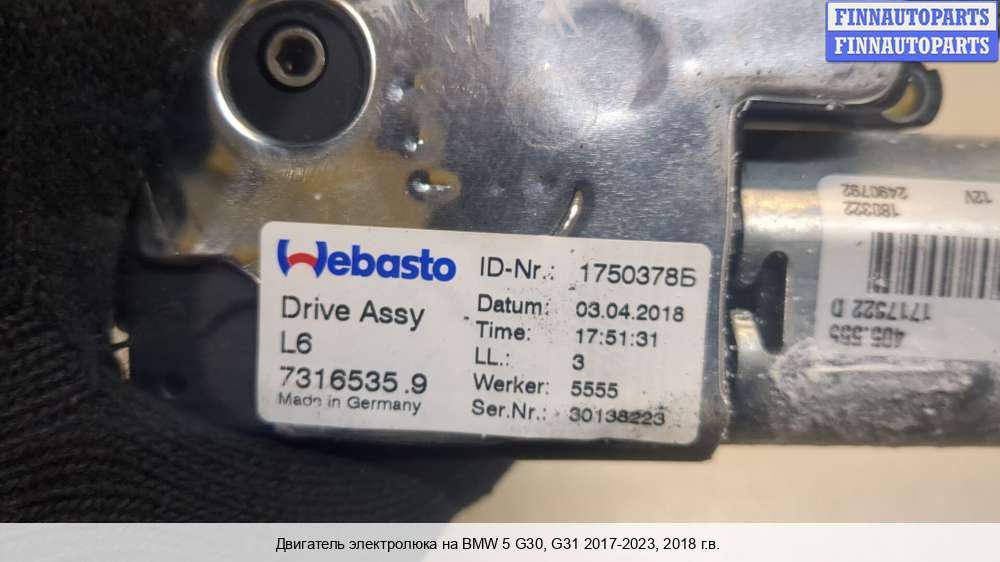 FINNAUTOPARTS
FINNAUTOPARTS
Webasto
Drive Assy
L6
7316535.9
Made in Germany
ID-Nr.: 1750378Б
Datum: 03.04.2018
Time: 17:51:31
LL.: 3
Werker: 5555
Ser.Nr.: 30138223
405.555
1717522 D
180322
2490792 12V
Двигатель электролюка на BMW 5 G30, G31 2017-2023, 2018 г.в.